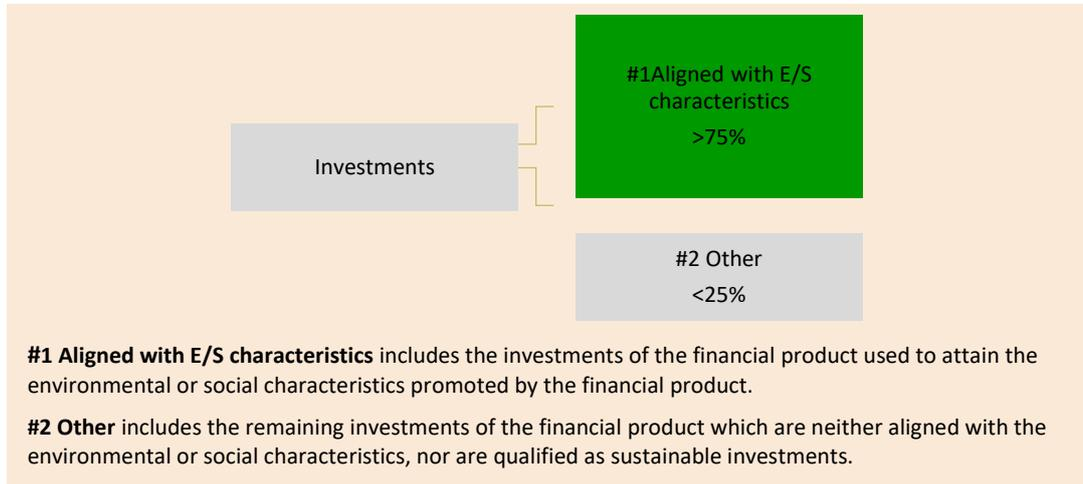 #1Aligned with E/S
characteristics
>75%
Investments
#2 Other
<25%
#1 Aligned with E/S characteristics includes the investments of the financial product used to attain the
environmental or social characteristics promoted by the financial product.
#2 Other includes the remaining investments of the financial product which are neither aligned with the
environmental or social characteristics, nor are qualified as sustainable investments.